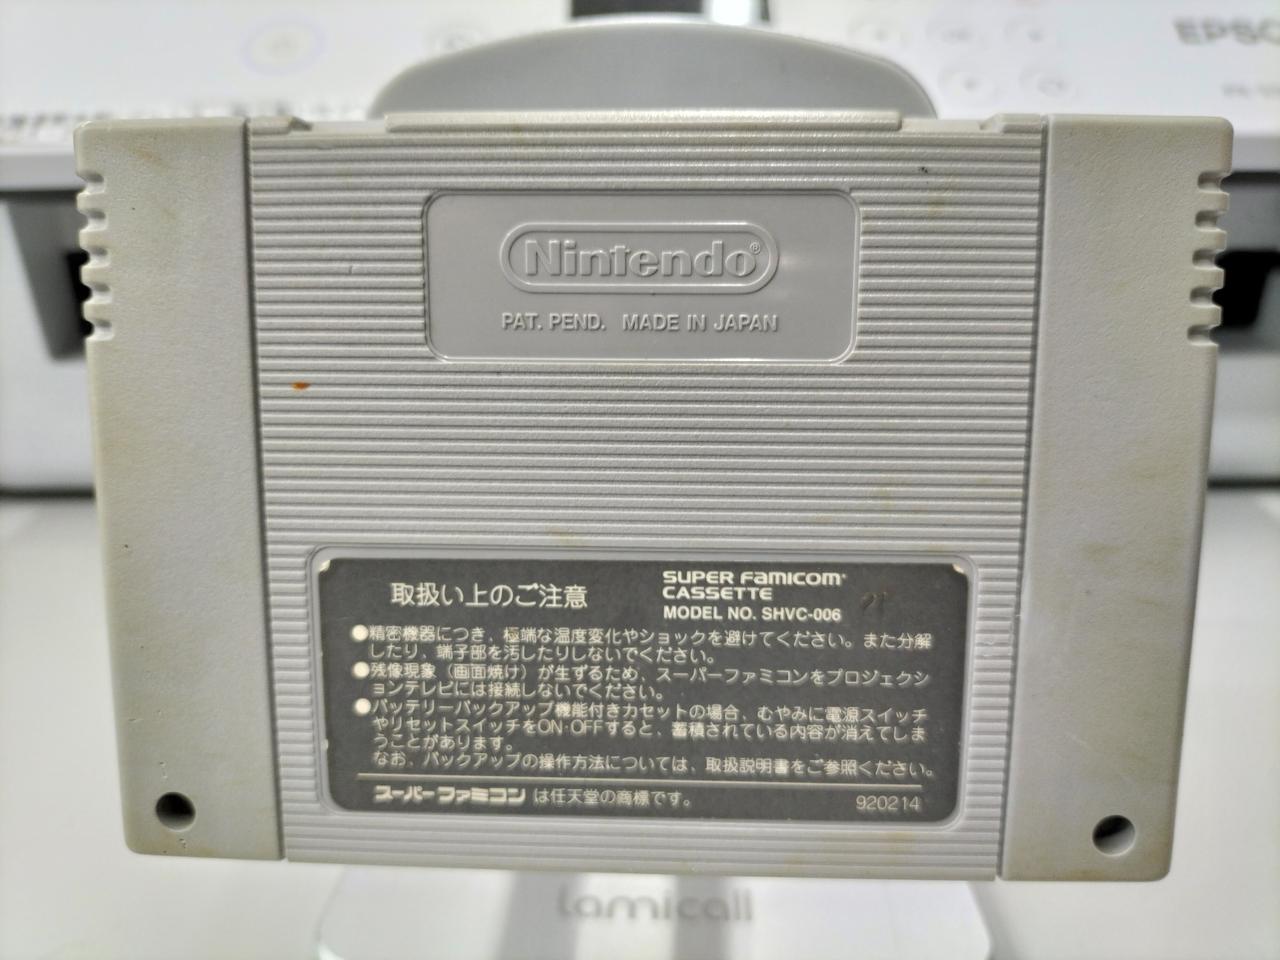 EPSO
Nintendo®
PAT. PEND. MADE IN JAPAN
取扱い上のご注意
SUPER FAMICOM
CASSETTE
MODEL NO. SHVC-006
●精密機器につき、極端な温度変化やショックを避けてください。また分解
したり、端子部を汚したりしないでください。
●残像現象（画面焼け）が生ずるため、スーパーファミコンをプロジェクシ
ョンテレビには接続しないでください。
●バッテリーバックアップ機能付きカセットの場合、むやみに電源スイッチ
やリセットスイッチをON·OFFすると、蓄積されている内容が消えてしま
うことがあります。
なお、バックアップの操作方法については、取扱説明書をご参照ください。
スーパーファミコン は任天堂の商標です。
920214
lamicall